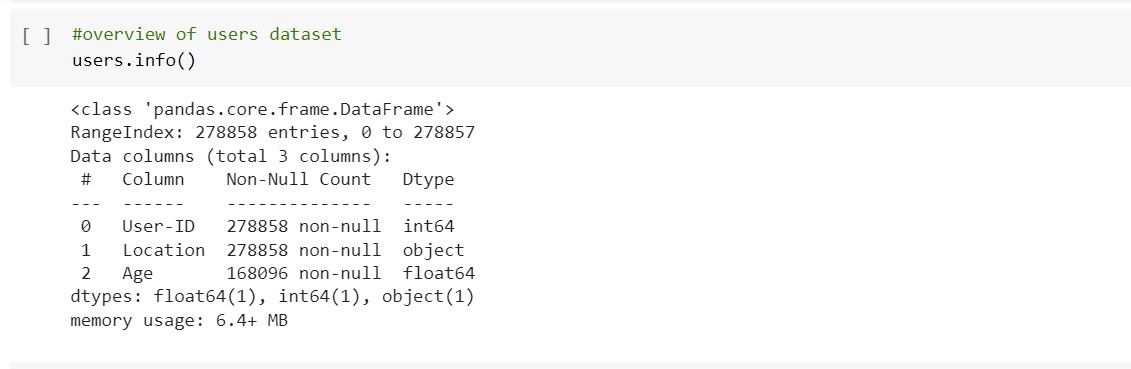 [ ] #overview of users dataset
users.info()
<class 'pandas.core.frame.DataFrame'>
RangeIndex: 278858 entries, 0 to 278857
Data columns (total 3 columns):
 #   Column    Non-Null Count   Dtype
---  ------    --------------   -----
 0   User-ID   278858 non-null  int64
 1   Location  278858 non-null  object
 2   Age       168096 non-null  float64
dtypes: float64(1), int64(1), object(1)
memory usage: 6.4+ MB